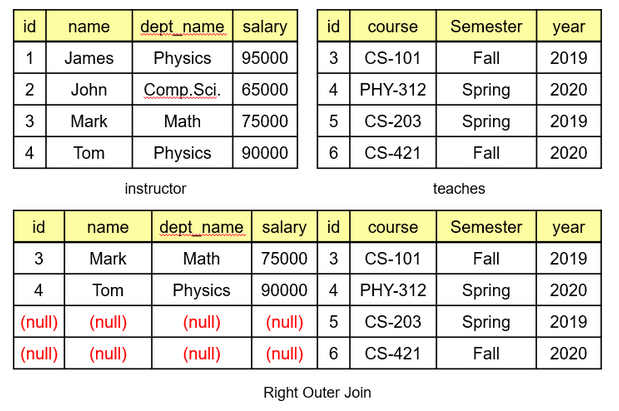 id name dept_name salary id course Semester year
1 James Physics 95000 3 CS-101 Fall 2019
2 John Comp.Sci. 65000 4 PHY-312 Spring 2020
3 Mark Math 75000 5 CS-203 Spring 2019
4 Tom Physics 90000 6 CS-421 Fall 2020
instructor teaches
id name dept_name salary id course Semester year
3 Mark Math 75000 3 CS-101 Fall 2019
4 Tom Physics 90000 4 PHY-312 Spring 2020
(null) (null) (null) (null) 5 CS-203 Spring 2019
(null) (null) (null) (null) 6 CS-421 Fall 2020
Right Outer Join